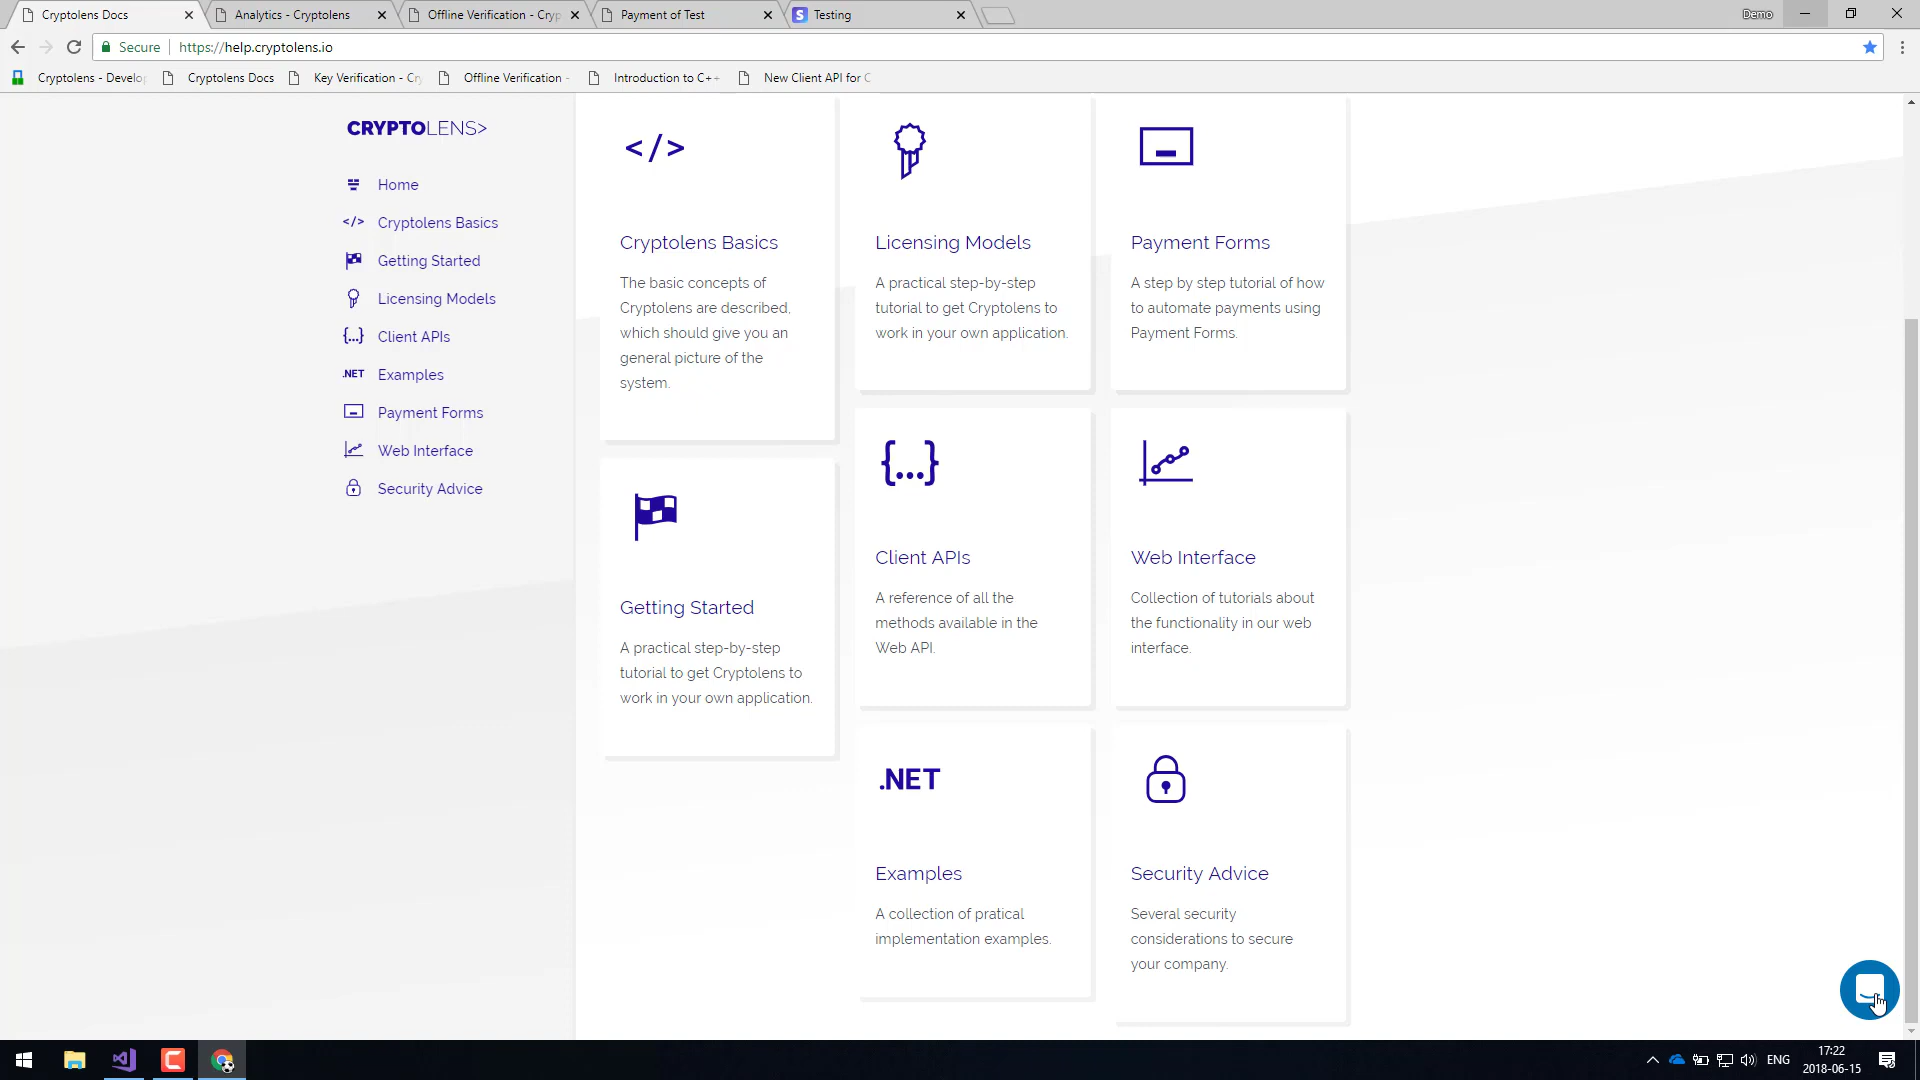 Cryptolens Docs
Analytics - Cryptolens
Offline Verification - Cryp
Payment of Test
S Testing
Demo
Secure
https://help.cryptolens.io
Cryptolens - Develo
Cryptolens Docs
Key Verification - Cry
Offline Verification -
Introduction to C++
New Client API for C
CRYPTOLENS>
Home
</> Cryptolens Basics
Getting Started
Licensing Models
{...} Client APIs
.NET Examples
Payment Forms
Web Interface
Security Advice
</>
Cryptolens Basics
The basic concepts of
Cryptolens are described,
which should give you an
general picture of the
system.
Getting Started
A practical step-by-step
tutorial to get Cryptolens to
work in your own application.
Licensing Models
A practical step-by-step
tutorial to get Cryptolens to
work in your own application.
{...}
Client APIs
A reference of all the
methods available in the
Web API.
.NET
Examples
A collection of pratical
implementation examples.
Payment Forms
A step by step tutorial of how
to automate payments using
Payment Forms.
Web Interface
Collection of tutorials about
the functionality in our web
interface.
Security Advice
Several security
considerations to secure
your company.
ENG
17:22
2018-06-15